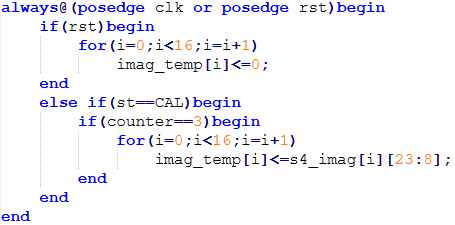 always@(posedge clk or posedge rst)begin
if(rst)begin
for(i=0;i<16;i=i+1)
imag_temp[i]<=0;
end
else if(st==CAL)begin
if(counter==3)begin
for(i=0;i<16;i=i+1)
imag_temp[i]<=s4_imag[i][23:8];
end
end
end